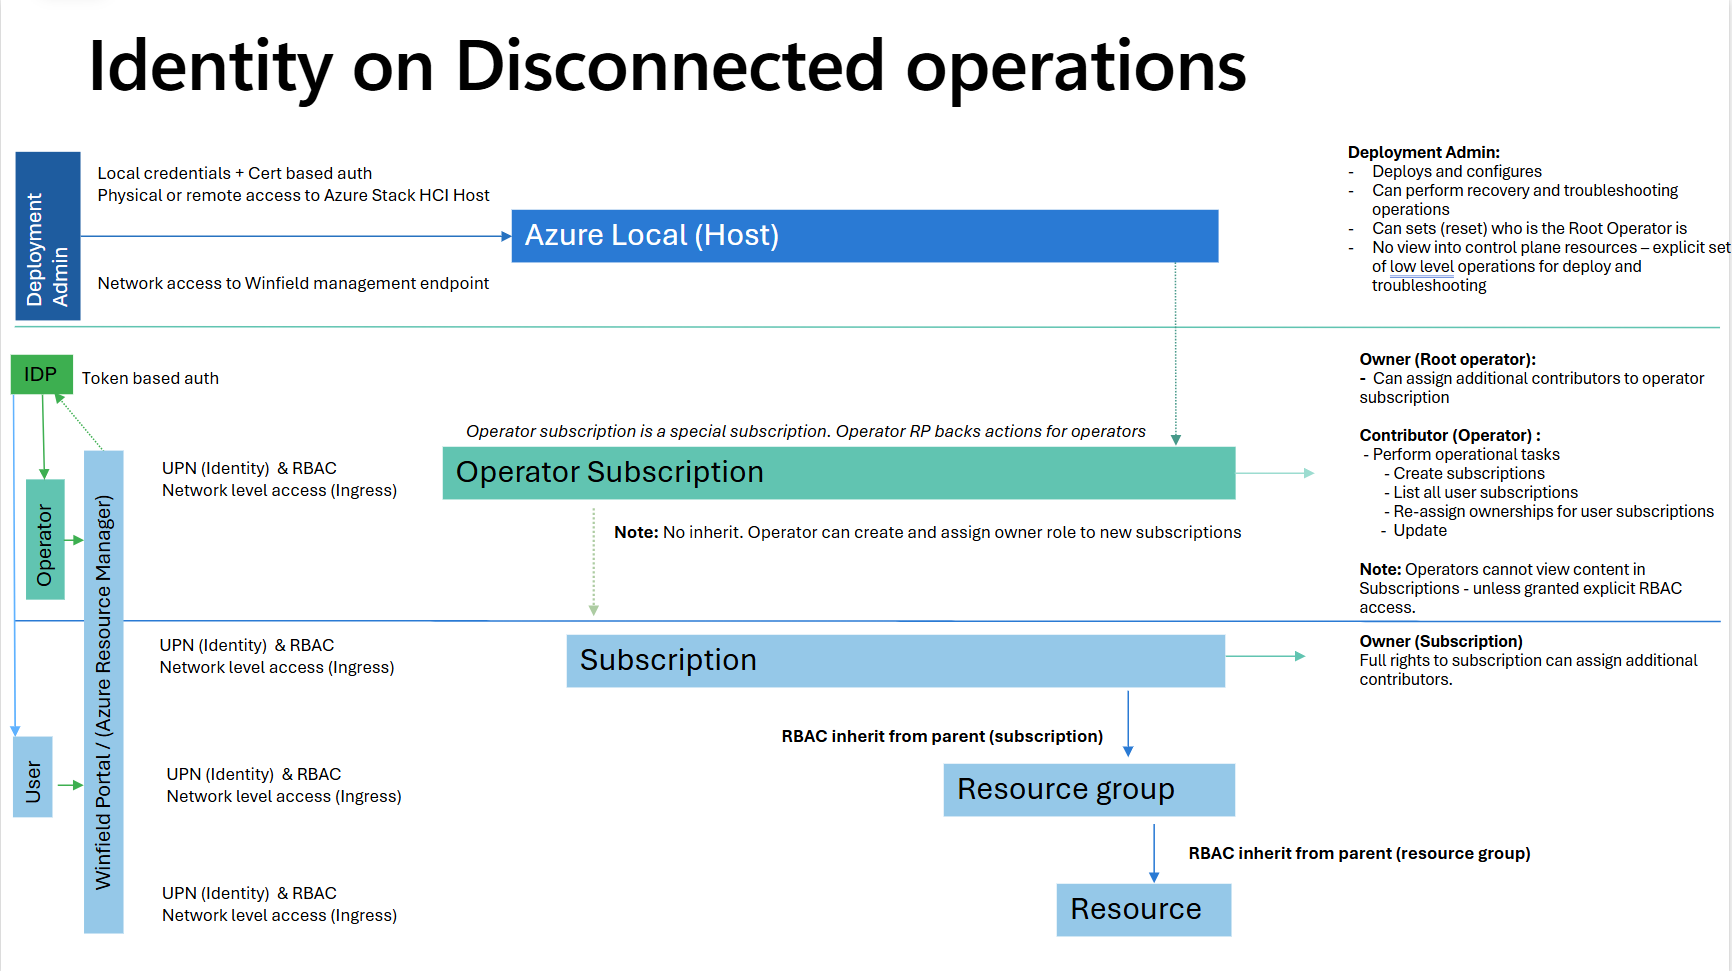 Identity on Disconnected operations
Deployment
Admin
Local credentials + Cert based auth
Physical or remote access to Azure Stack HCI Host
Azure Local (Host)
Network access to Winfield management endpoint
Deployment Admin:
- Deploys and configures
- Can perform recovery and troubleshooting
operations
- Can sets (reset) who is the Root Operator is
- No view into control plane resources – explicit set
of low level operations for deploy and
troubleshooting
IDP
Token based auth
Operator
Winfield Portal / (Azure Resource Manager)
UPN (Identity) & RBAC
Network level access (Ingress)
Operator subscription is a special subscription. Operator RP backs actions for operators
Operator Subscription
Note: No inherit. Operator can create and assign owner role to new subscriptions
Owner (Root operator):
- Can assign additional contributors to operator
subscription
Contributor (Operator) :
- Perform operational tasks
- Create subscriptions
- List all user subscriptions
- Re-assign ownerships for user subscriptions
- Update
Note: Operators cannot view content in
Subscriptions - unless granted explicit RBAC
access.
UPN (Identity) & RBAC
Network level access (Ingress)
Subscription
Owner (Subscription)
Full rights to subscription can assign additional
contributors.
RBAC inherit from parent (subscription)
User
UPN (Identity) & RBAC
Network level access (Ingress)
Resource group
RBAC inherit from parent (resource group)
UPN (Identity) & RBAC
Network level access (Ingress)
Resource